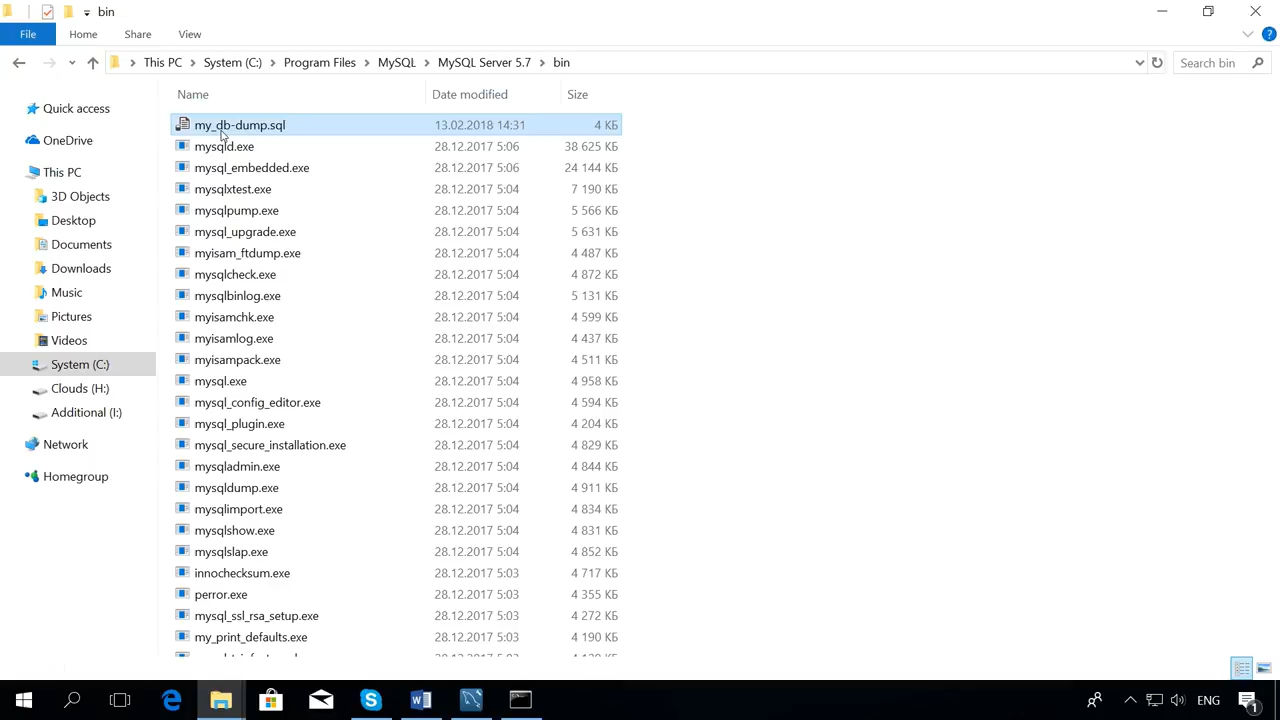 bin
File Home Share View
This PC System (C:) Program Files MySQL MySQL Server 5.7 bin Search bin
Name Date modified Size
Quick access
OneDrive
This PC
3D Objects
Desktop
Documents
Downloads
Music
Pictures
Videos
System (C:)
Clouds (H:)
Additional (I:)
Network
Homegroup
my_db-dump.sql 13.02.2018 14:31 4 КБ
mysqld.exe 28.12.2017 5:06 38 625 КБ
mysql_embedded.exe 28.12.2017 5:06 24 144 КБ
mysqlxtest.exe 28.12.2017 5:04 7 190 КБ
mysqlpump.exe 28.12.2017 5:04 5 566 КБ
mysql_upgrade.exe 28.12.2017 5:04 5 631 КБ
myisam_ftdump.exe 28.12.2017 5:04 4 487 КБ
mysqlcheck.exe 28.12.2017 5:04 4 872 КБ
mysqlbinlog.exe 28.12.2017 5:04 5 131 КБ
myisamchk.exe 28.12.2017 5:04 4 599 КБ
myisamlog.exe 28.12.2017 5:04 4 437 КБ
myisampack.exe 28.12.2017 5:04 4 511 КБ
mysql.exe 28.12.2017 5:04 4 958 КБ
mysql_config_editor.exe 28.12.2017 5:04 4 594 КБ
mysql_plugin.exe 28.12.2017 5:04 4 204 КБ
mysql_secure_installation.exe 28.12.2017 5:04 4 829 КБ
mysqladmin.exe 28.12.2017 5:04 4 844 КБ
mysqldump.exe 28.12.2017 5:04 4 911 КБ
mysqlimport.exe 28.12.2017 5:04 4 834 КБ
mysqlshow.exe 28.12.2017 5:04 4 831 КБ
mysqlslap.exe 28.12.2017 5:04 4 852 КБ
innochecksum.exe 28.12.2017 5:03 4 717 КБ
perror.exe 28.12.2017 5:03 4 355 КБ
mysql_ssl_rsa_setup.exe 28.12.2017 5:03 4 272 КБ
my_print_defaults.exe 28.12.2017 5:03 4 190 КБ
ENG
1